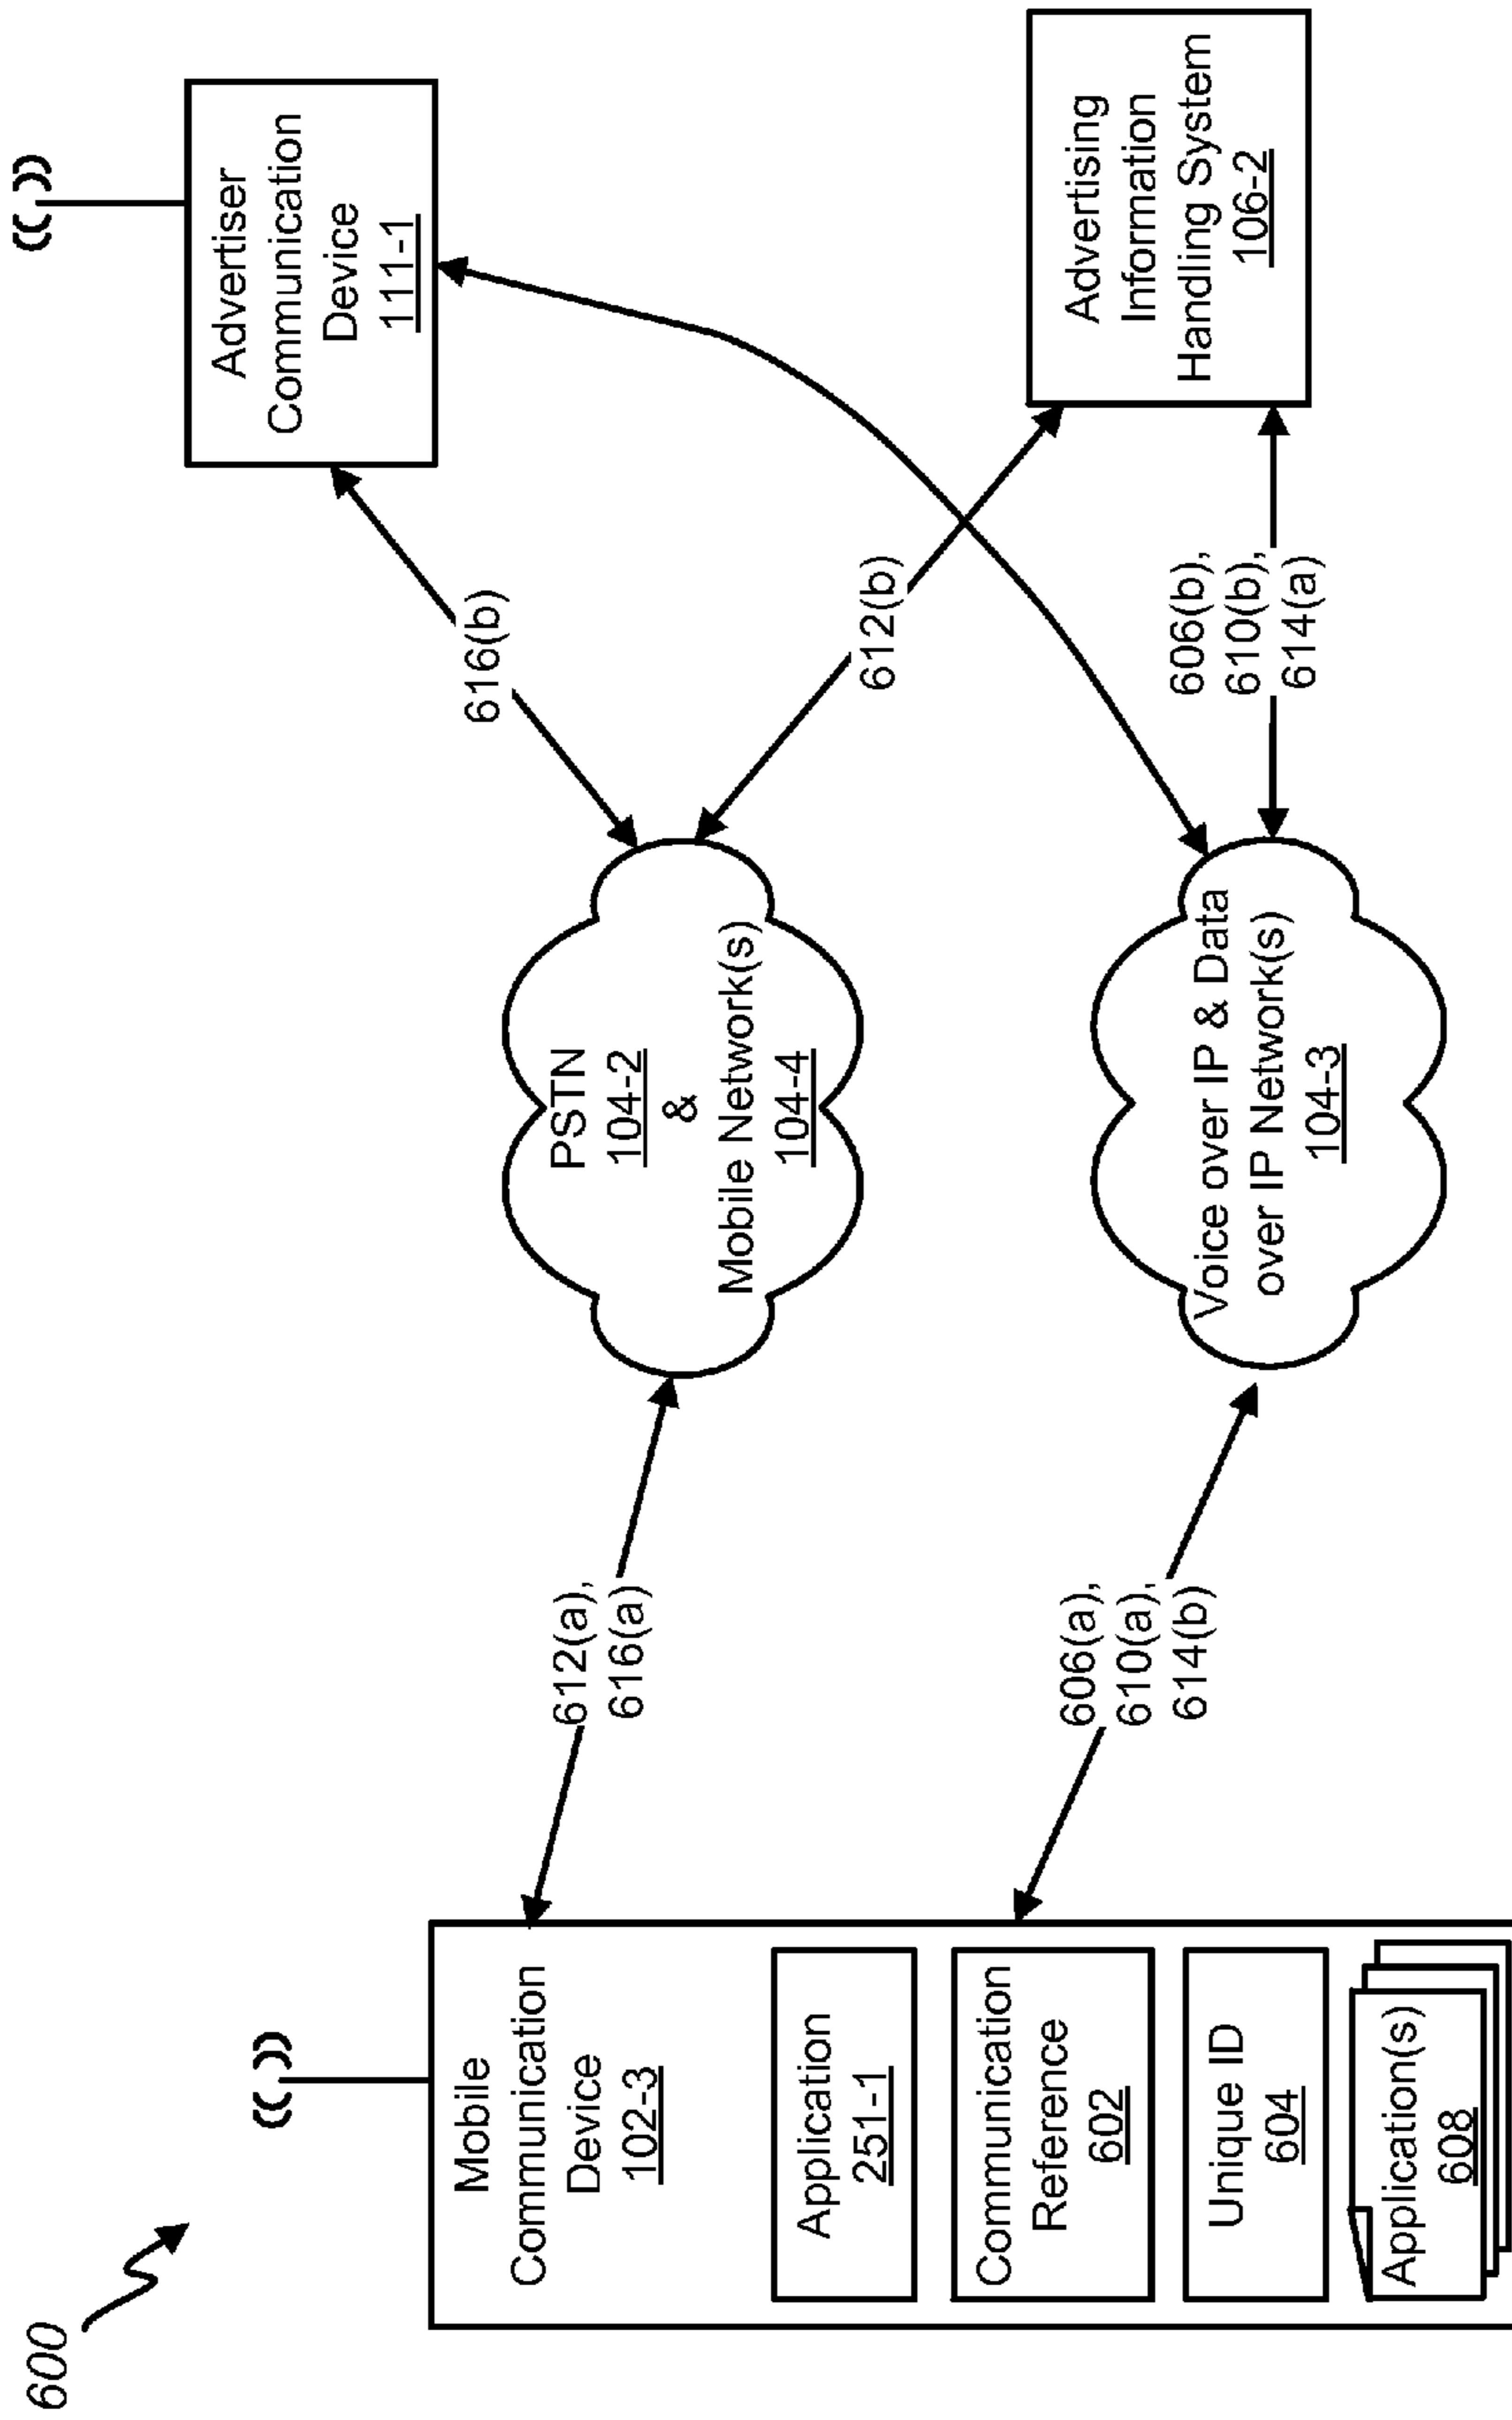 600
Mobile
Communication
Device
102-3
Application
251-1
Communication
Reference
602
Unique ID
604
Application(s)
608
612(a),
616(a)
606(a),
610(a),
614(b)
PSTN
104-2
&
Mobile Network(s)
104-4
Voice over IP & Data
over IP Network(s)
104-3
616(b)
612(b)
606(b),
610(b),
614(a)
Advertiser
Communication
Device
111-1
Advertising
Information
Handling System
106-2